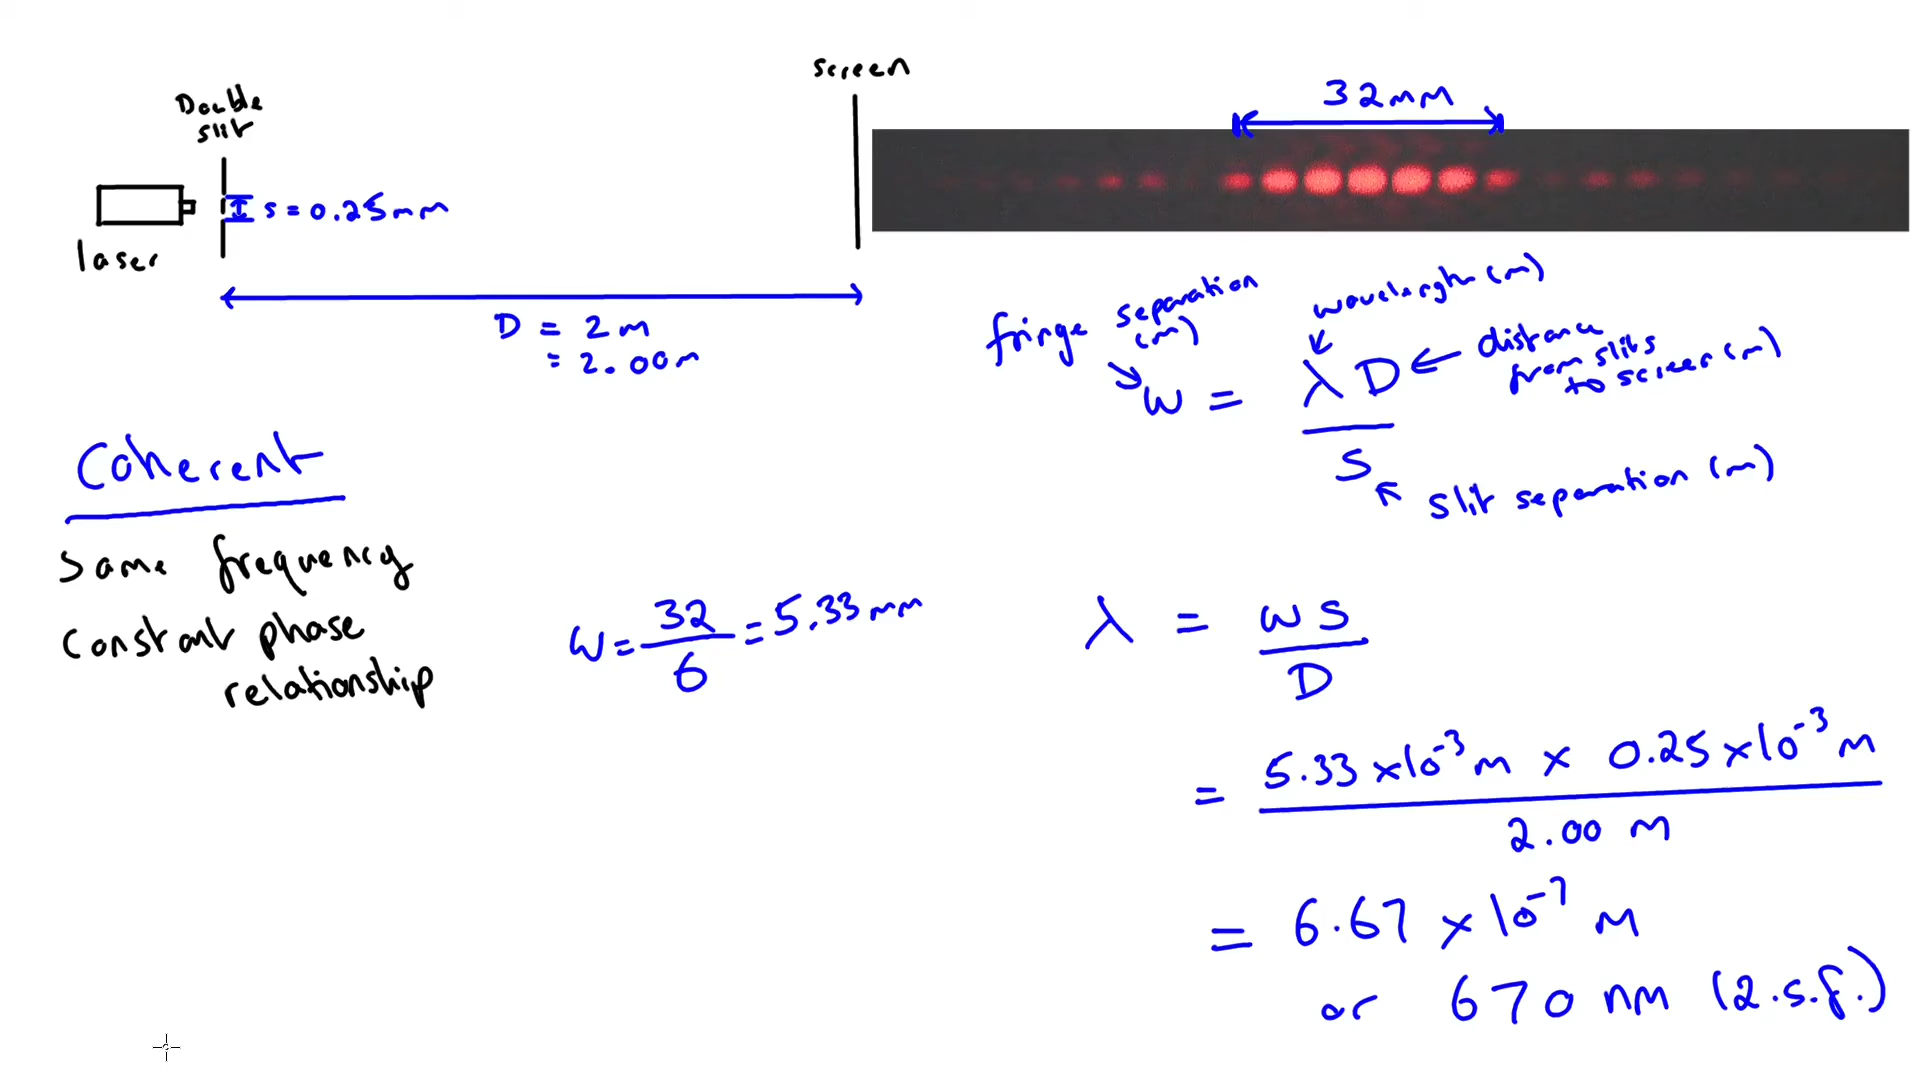 Double
slit
laser
s = 0.25mm
screen
D = 2m
= 2.00m
32mm
fringe separation
(m)
wavelength (m)
distance
from slits
to screen (m)
w = λD
s
slit separation (m)
Coherent
Same frequency
Constant phase
relationship
w = 32/6 = 5.33mm
λ = ws/D
= 5.33 ×10⁻³m × 0.25 ×10⁻³m
2.00 m
= 6.67 ×10⁻⁷ m
or 670 nm (2.s.f.)